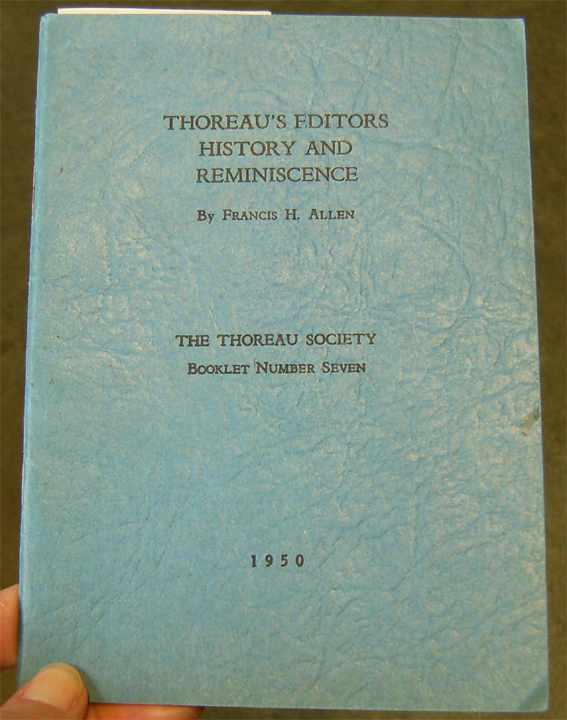 THOREAU'S EDITORS
HISTORY AND
REMINISCENCE
By Francis H. Allen
THE THOREAU SOCIETY
Booklet Number Seven
1950